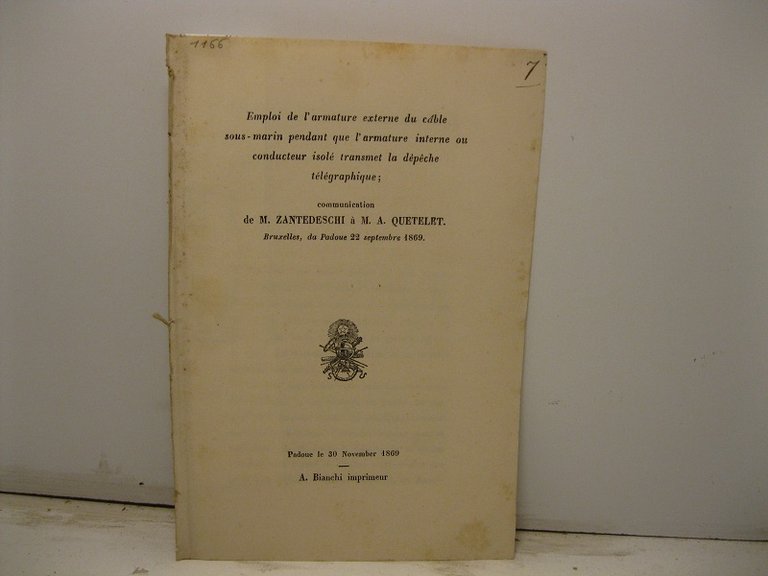 1166
7
Emploi de l'armature externe du câble
sous-marin pendant que l'armature interne ou
conducteur isolé transmet la dépêche
télégraphique;
communication
de M. ZANTEDESCHI à M. A. QUETELET.
Bruxelles, da Padoue 22 septembre 1869.
Padoue le 30 November 1869
A. Bianchi imprimeur